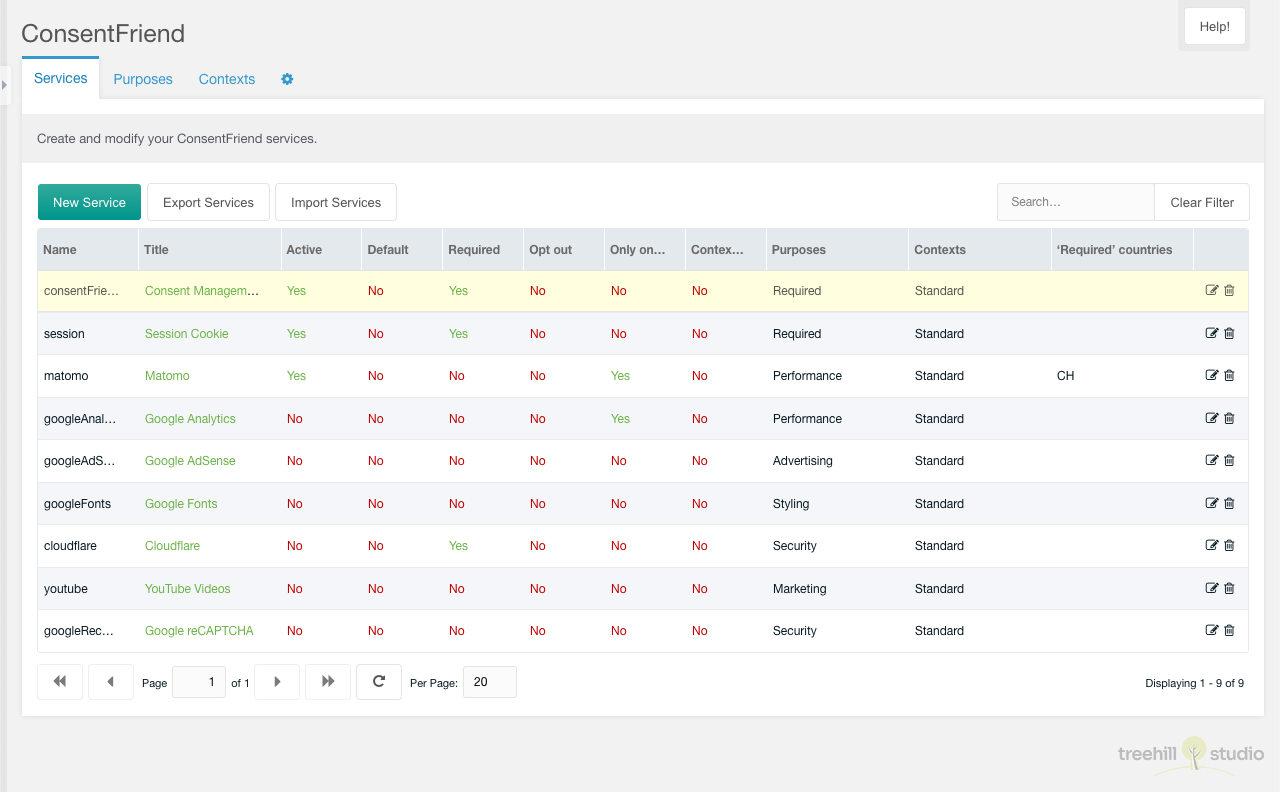 ConsentFriend
Help!
Services Purposes Contexts
Create and modify your ConsentFriend services.
New Service Export Services Import Services Search... Clear Filter
Name Title Active Default Required Opt out Only on... Contex... Purposes Contexts ‘Required’ countries
consentFrie... Consent Managem... Yes No Yes No No No Required Standard
session Session Cookie Yes No Yes No No No Required Standard
matomo Matomo Yes No No No Yes No Performance Standard CH
googleAnal... Google Analytics No No No No Yes No Performance Standard
googleAdS... Google AdSense No No No No No No Advertising Standard
googleFonts Google Fonts No No No No No No Styling Standard
cloudflare Cloudflare No No Yes No No No Security Standard
youtube YouTube Videos No No No No No No Marketing Standard
googleRec... Google reCAPTCHA No No No No No No Security Standard
Page 1 of 1 Per Page: 20 Displaying 1 - 9 of 9
treehill studio